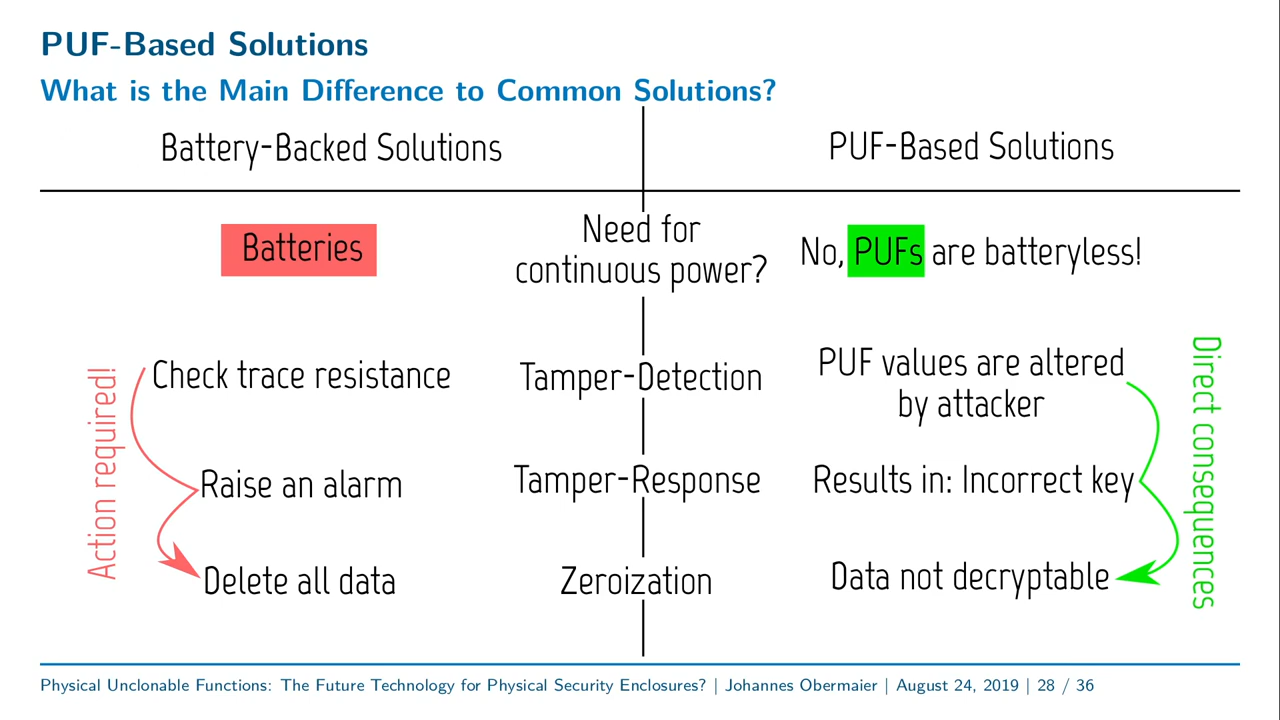 PUF-Based Solutions
What is the Main Difference to Common Solutions?
Battery-Backed Solutions
PUF-Based Solutions
Batteries
Need for
continuous power?
No, PUFs are batteryless!
Check trace resistance
Tamper-Detection
PUF values are altered
by attacker
Raise an alarm
Tamper-Response
Results in: Incorrect key
Delete all data
Zeroization
Data not decryptable
Action required!
Direct consequences
Physical Unclonable Functions: The Future Technology for Physical Security Enclosures? | Johannes Obermaier | August 24, 2019 | 28 / 36